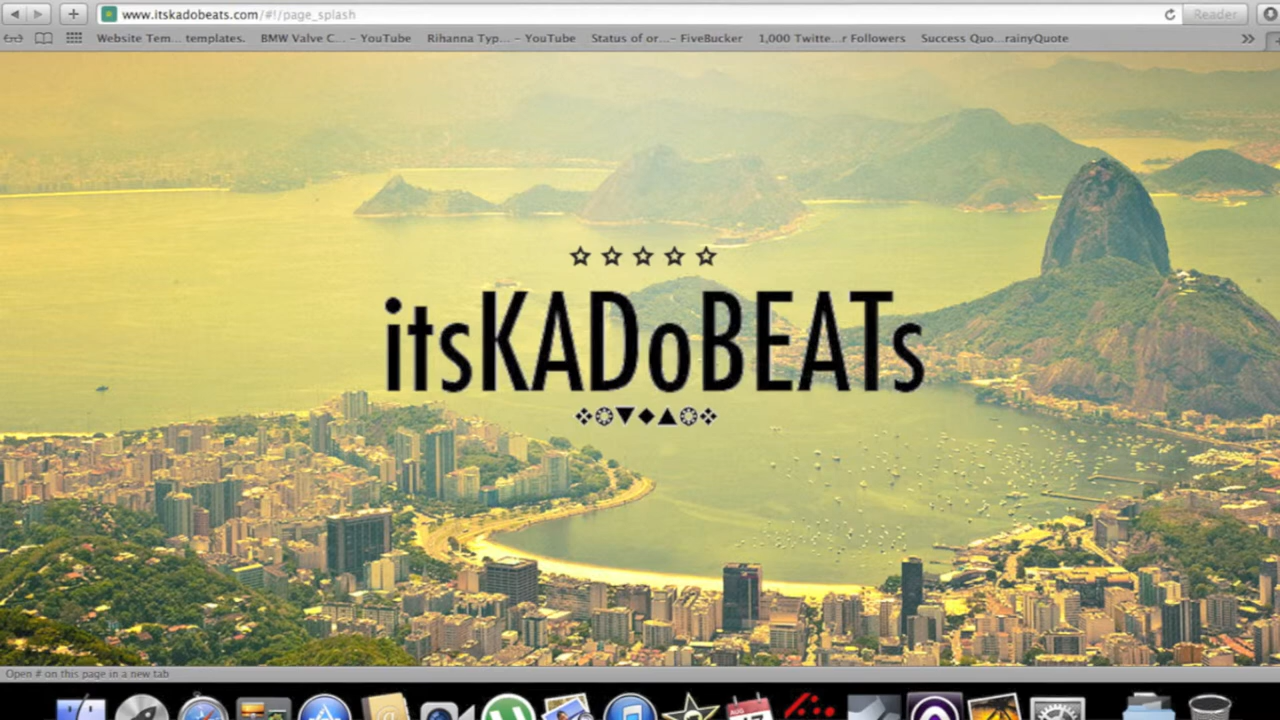 www.itskadobeats.com/#!/page_splash
Reader
Website Tem... templates. BMW Valve C... – YouTube Rihanna Typ... – YouTube Status of or...– FiveBucker 1,000 Twitte...r Followers Success Quo...rainyQuote
itsKADoBEATs
Open # on this page in a new tab
AUG